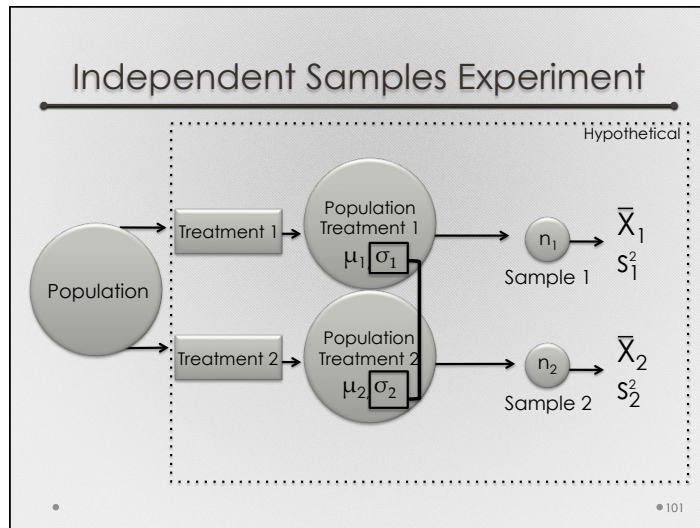 Independent Samples Experiment
Hypothetical
Population
Treatment 1
Population
Treatment 1
μ₁, σ₁
n₁
Sample 1
X̄₁
s₁²
Treatment 2
Population
Treatment 2
μ₂, σ₂
n₂
Sample 2
X̄₂
s₂²
101